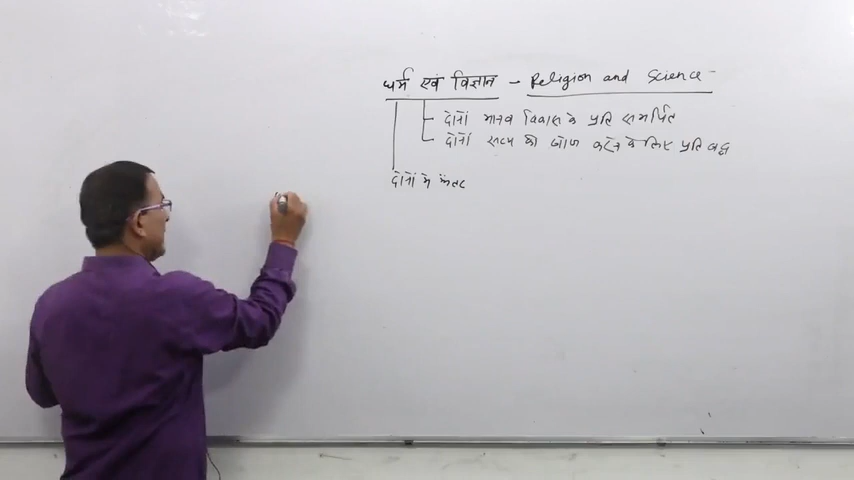 धर्म एवं विज्ञान - Religion and Science -
दोनों मानव विकास के प्रति समर्पित
दोनों सत्य की खोज करने के लिए प्रतिबद्ध
दोनों में अंतर